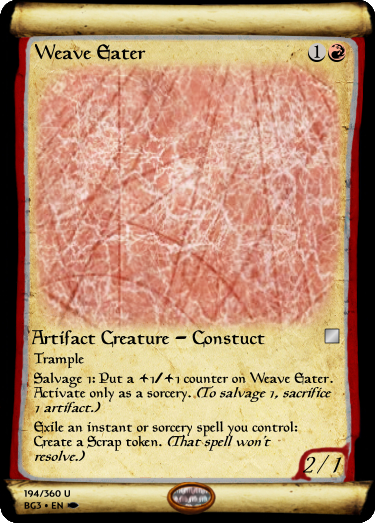 Weave Eater 1
Artifact Creature – Constuct
Trample
Salvage 1: Put a +1/+1 counter on Weave Eater.
Activate only as a sorcery. (To salvage 1, sacrifice
1 artifact.)
Exile an instant or sorcery spell you control:
Create a Scrap token. (That spell won't
resolve.)
2/1
194/360 U
BG3 • EN